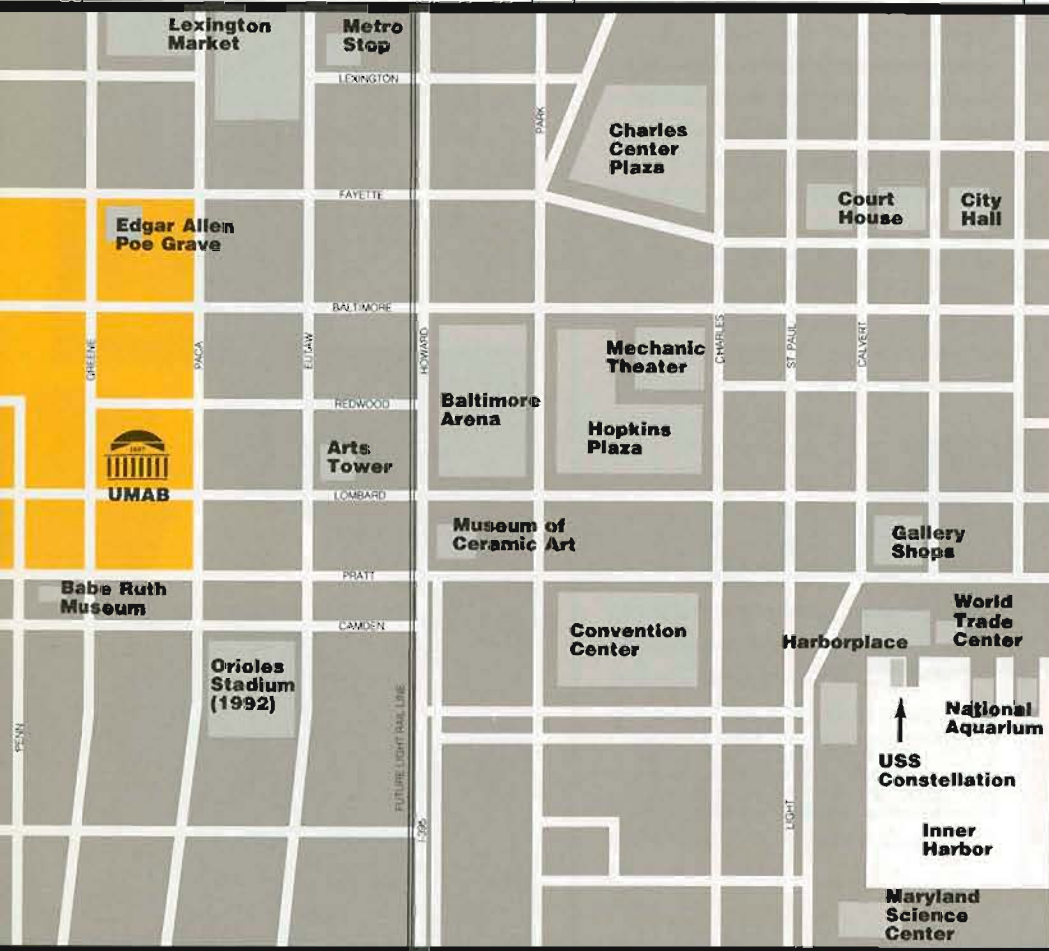 Lexington
Market
Metro
Stop
LEXINGTON
PARK
Charles
Center
Plaza
FAYETTE
Court
House
City
Hall
Edgar Allen
Poe Grave
BALTIMORE
GREENE
PACA
EUTAW
HOWARD
CHARLES
ST. PAUL
CALVERT
Mechanic
Theater
Baltimore
Arena
REDWOOD
Hopkins
Plaza
Arts
Tower
1807
UMAB
LOMBARD
Museum of
Ceramic Art
Gallery
Shops
PRATT
Babe Ruth
Museum
World
Trade
Center
CAMDEN
Convention
Center
Harborplace
Orioles
Stadium
(1992)
PENN
FUTURE LIGHT RAIL LINE
National
Aquarium
USS
Constellation
I-395
LIGHT
Inner
Harbor
Maryland
Science
Center